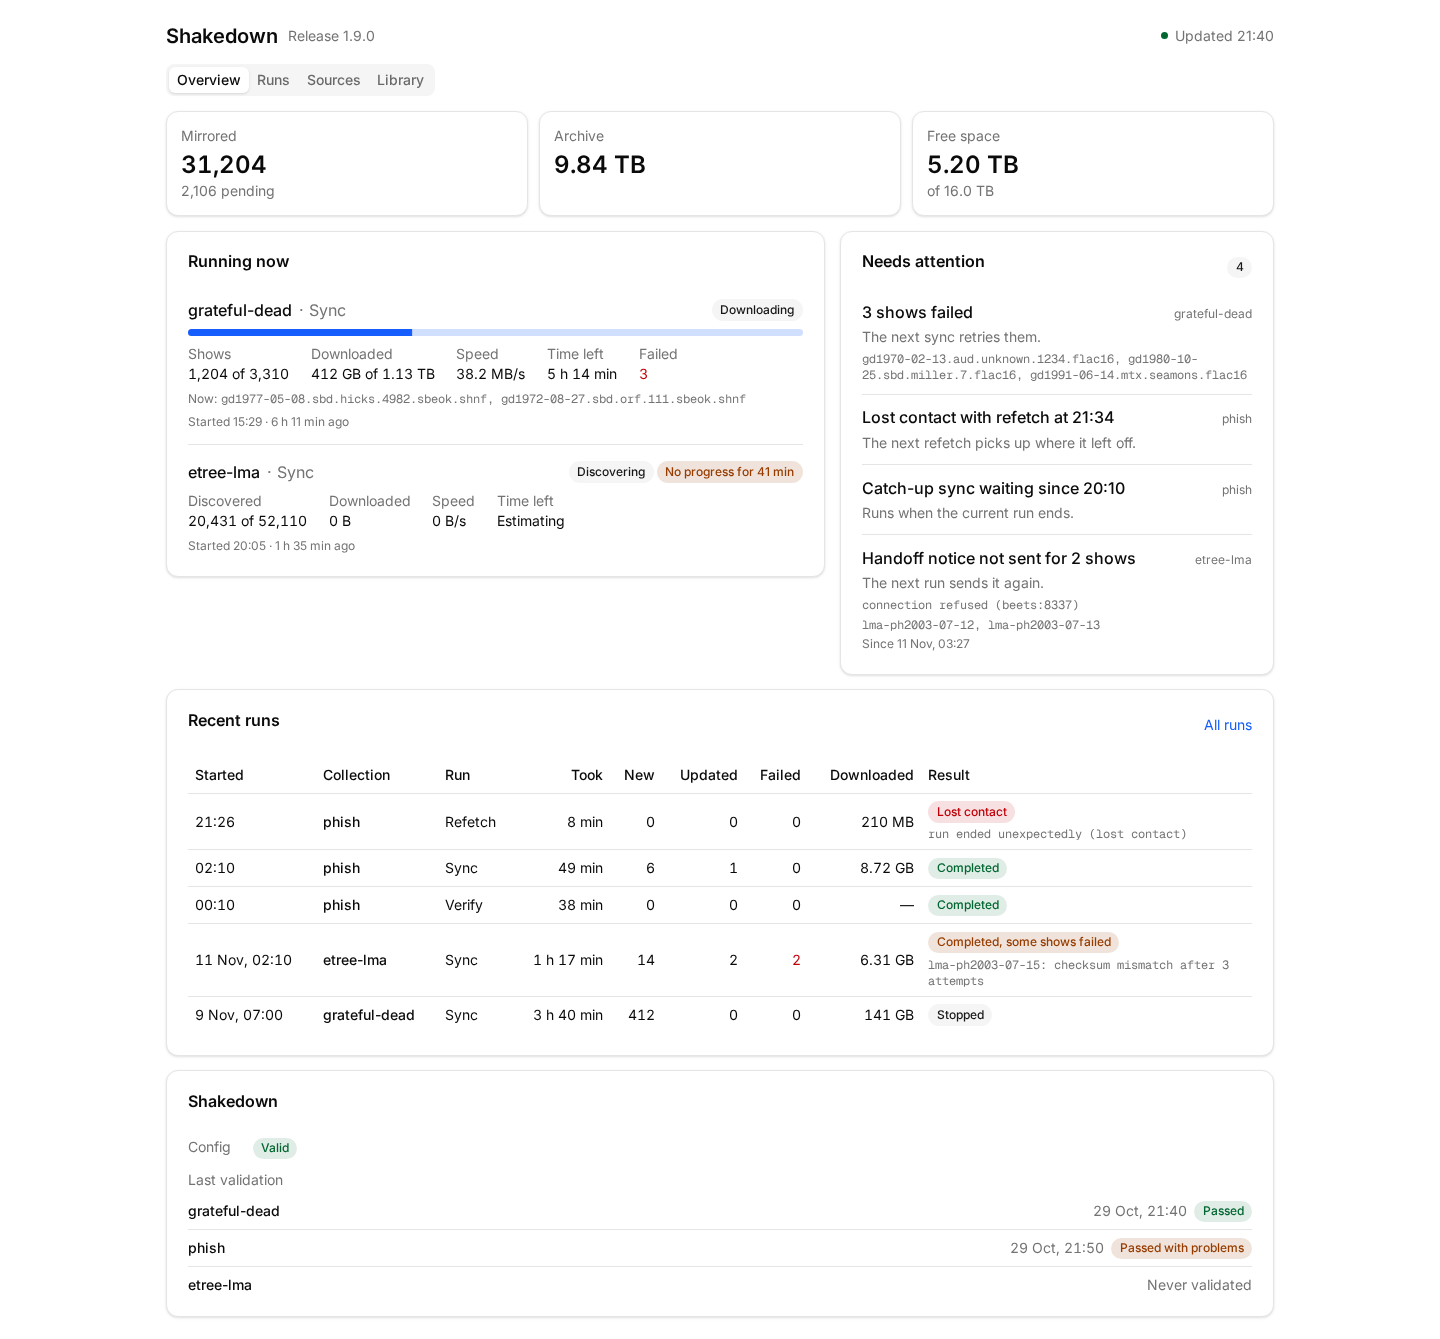 Shakedown Release 1.9.0
Updated 21:40
Overview Runs Sources Library
Mirrored
31,204
2,106 pending
Archive
9.84 TB
Free space
5.20 TB
of 16.0 TB
Running now
grateful-dead · Sync
Downloading
Shows Downloaded Speed Time left Failed
1,204 of 3,310 412 GB of 1.13 TB 38.2 MB/s 5 h 14 min 3
Now: gd1977-05-08.sbd.hicks.4982.sbeok.shnf, gd1972-08-27.sbd.orf.111.sbeok.shnf
Started 15:29 · 6 h 11 min ago
etree-lma · Sync
Discovering No progress for 41 min
Discovered Downloaded Speed Time left
20,431 of 52,110 0 B 0 B/s Estimating
Started 20:05 · 1 h 35 min ago
Needs attention
4
3 shows failed grateful-dead
The next sync retries them.
gd1970-02-13.aud.unknown.1234.flac16, gd1980-10-
25.sbd.miller.7.flac16, gd1991-06-14.mtx.seamons.flac16
Lost contact with refetch at 21:34 phish
The next refetch picks up where it left off.
Catch-up sync waiting since 20:10 phish
Runs when the current run ends.
Handoff notice not sent for 2 shows etree-lma
The next run sends it again.
connection refused (beets:8337)
lma-ph2003-07-12, lma-ph2003-07-13
Since 11 Nov, 03:27
Recent runs
All runs
Started Collection Run Took New Updated Failed Downloaded Result
21:26 phish Refetch 8 min 0 0 0 210 MB Lost contact
run ended unexpectedly (lost contact)
02:10 phish Sync 49 min 6 1 0 8.72 GB Completed
00:10 phish Verify 38 min 0 0 0 — Completed
11 Nov, 02:10 etree-lma Sync 1 h 17 min 14 2 2 6.31 GB Completed, some shows failed
lma-ph2003-07-15: checksum mismatch after 3
attempts
9 Nov, 07:00 grateful-dead Sync 3 h 40 min 412 0 0 141 GB Stopped
Shakedown
Config Valid
Last validation
grateful-dead 29 Oct, 21:40 Passed
phish 29 Oct, 21:50 Passed with problems
etree-lma Never validated